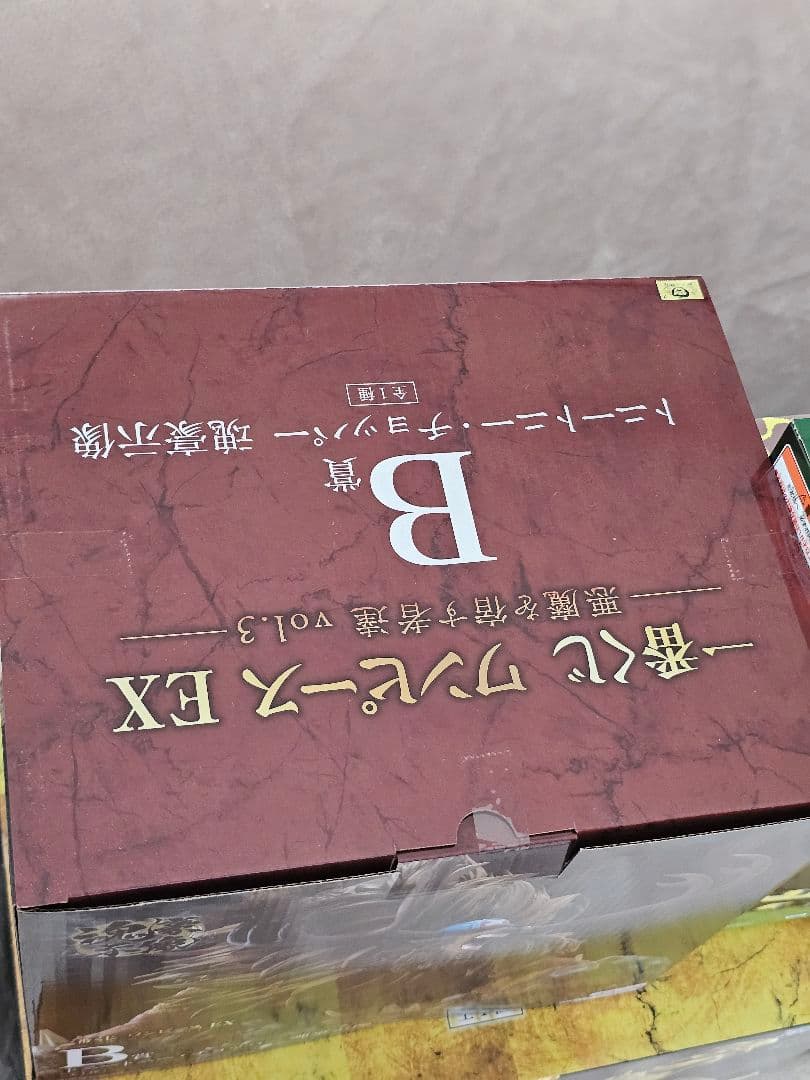 一番くじ ワンピース EX
悪魔を宿す者達 vol.3
B賞
トニートニー・チョッパー 魂豪示像
全1種
B